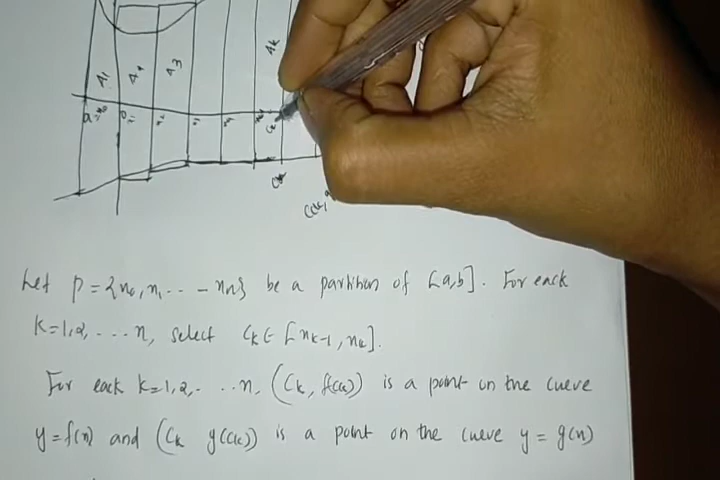 A1
A2
A3
Ak
a
Ck
Let P = {x0, x1 .. - xn} be a partition of [a,b]. For each
k=1,2, ....n, select Ck ∈ [xk-1, xk].
For each k=1,2,. ..n, (Ck, f(Ck)) is a point on the curve
y=f(x) and (Ck g(Ck)) is a point on the curve y = g(x)